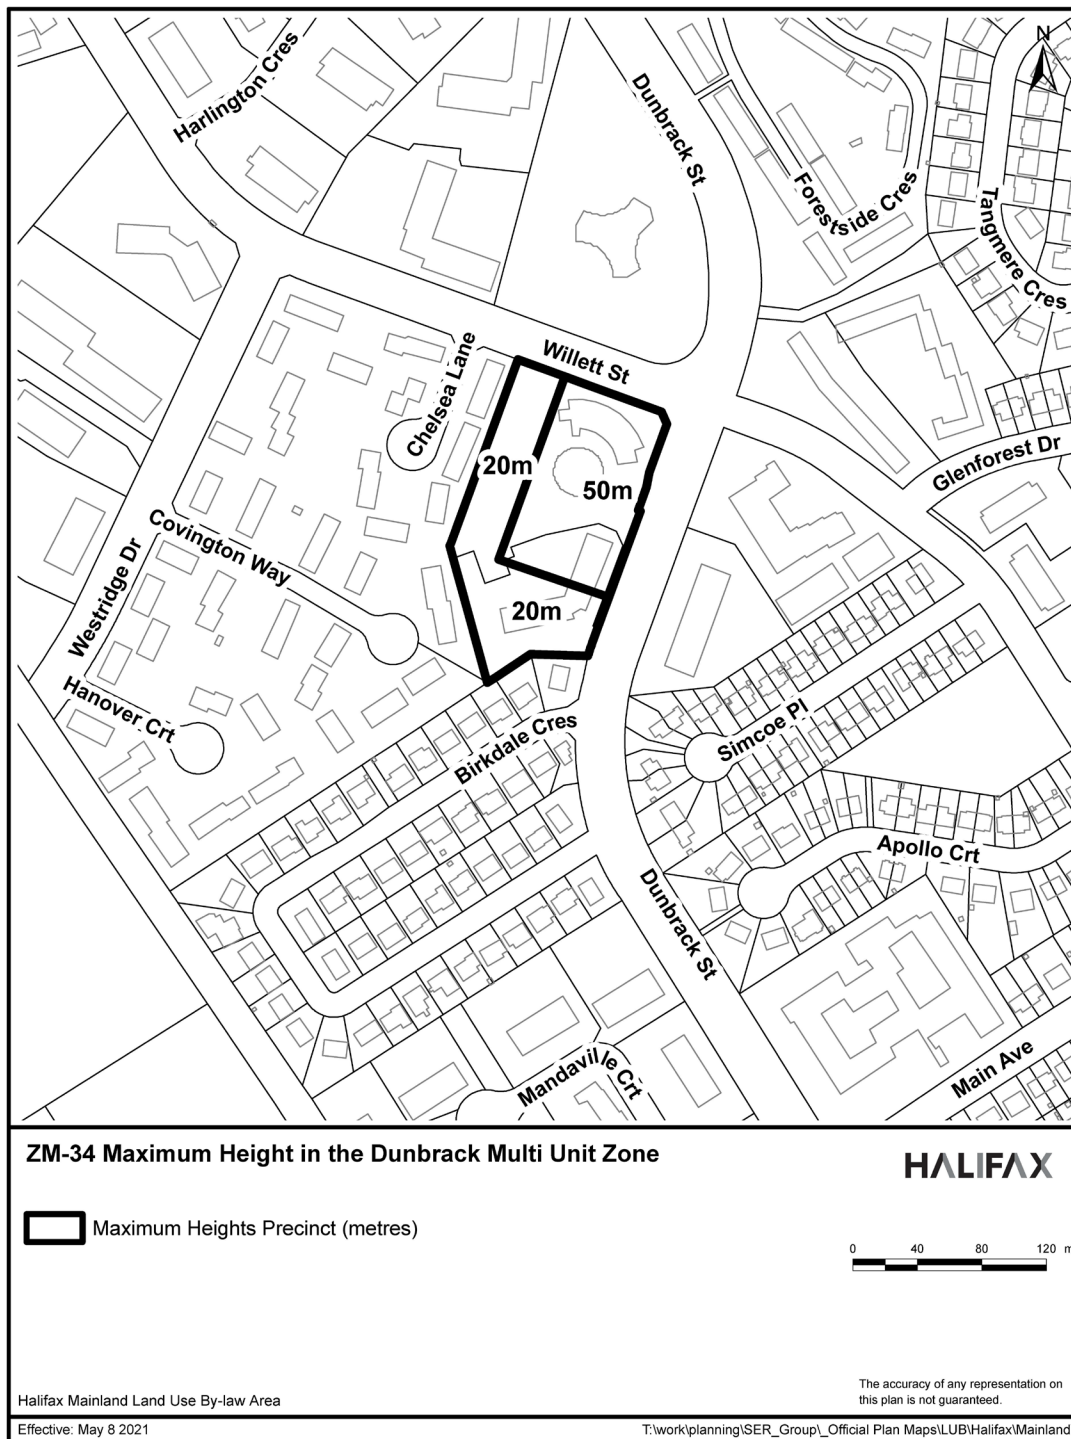 N
Harlington Cres
Dunbrack St
Forestside Cres
Tangmere Cres
Willett St
Chelsea Lane
20m
50m
Glenforest Dr
Covington Way
Westridge Dr
20m
Hanover Crt
Birkdale Cres
Simcoe Pl
Apollo Crt
Dunbrack St
Mandaville Crt
Main Ave
ZM-34 Maximum Height in the Dunbrack Multi Unit Zone
HALIFAX
Maximum Heights Precinct (metres)
0 40 80 120 m
The accuracy of any representation on
this plan is not guaranteed.
Halifax Mainland Land Use By-law Area
Effective: May 8 2021
T:\work\planning\SER_Group\_Official Plan Maps\LUB\Halifax\Mainland